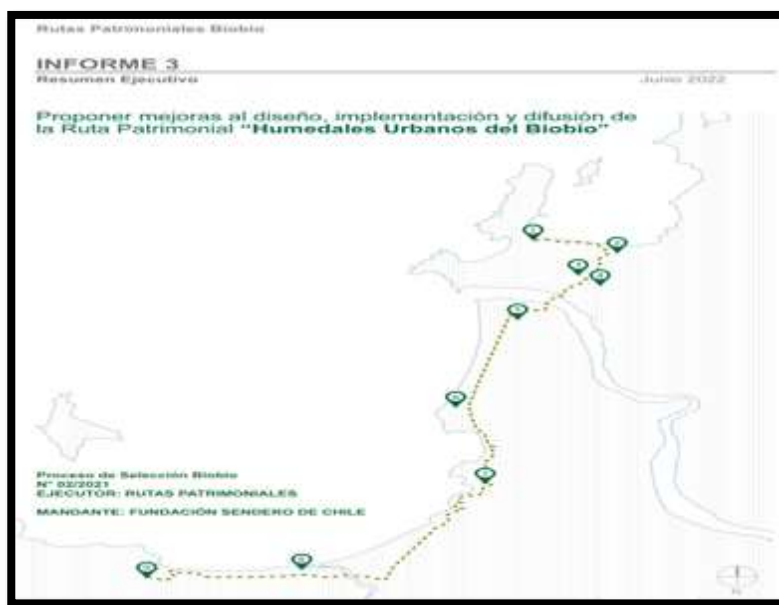 Rutas Patrimoniales Biobio
INFORME 3
Resumen Ejecutivo
Junio 2022
Proponer mejoras al diseño, implementación y difusión de
la Ruta Patrimonial "Humedales Urbanos del Biobio"
Proceso de Selección Biobio
N° 02/2021
EJECUTOR: RUTAS PATRIMONIALES
MANDANTE: FUNDACIÓN SENDERO DE CHILE